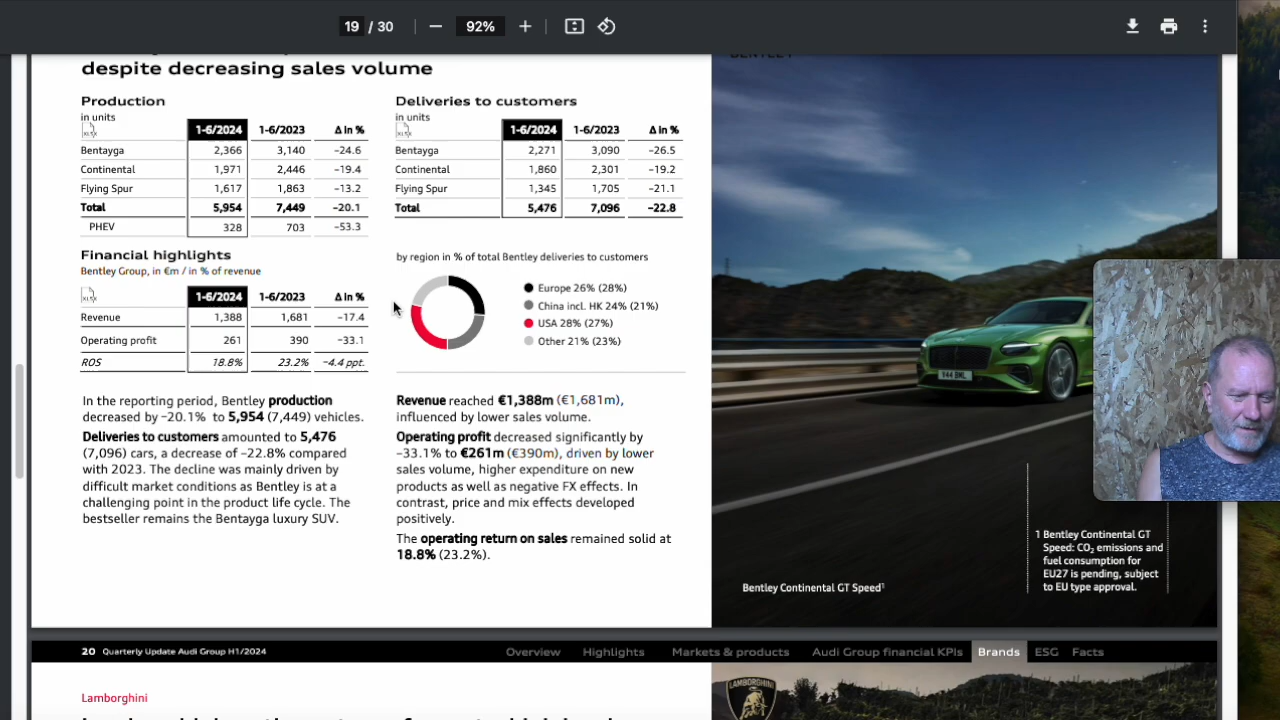 19 / 30
92%
despite decreasing sales volume
Production
in units
1-6/2024 1-6/2023 Δ in %
Bentayga 2,366 3,140 –24.6
Continental 1,971 2,446 –19.4
Flying Spur 1,617 1,863 –13.2
Total 5,954 7,449 –20.1
PHEV 328 703 –53.3
Deliveries to customers
in units
1-6/2024 1-6/2023 Δ in %
Bentayga 2,271 3,090 –26.5
Continental 1,860 2,301 –19.2
Flying Spur 1,345 1,705 –21.1
Total 5,476 7,096 –22.8
Financial highlights
Bentley Group, in €m / in % of revenue
1-6/2024 1-6/2023 Δ in %
Revenue 1,388 1,681 –17.4
Operating profit 261 390 –33.1
ROS 18.8% 23.2% –4.4 ppt.
by region in % of total Bentley deliveries to customers
Europe 26% (28%)
China incl. HK 24% (21%)
USA 28% (27%)
Other 21% (23%)
In the reporting period, Bentley production
decreased by –20.1% to 5,954 (7,449) vehicles.
Deliveries to customers amounted to 5,476
(7,096) cars, a decrease of –22.8% compared
with 2023. The decline was mainly driven by
difficult market conditions as Bentley is at a
challenging point in the product life cycle. The
bestseller remains the Bentayga luxury SUV.
Revenue reached €1,388m (€1,681m),
influenced by lower sales volume.
Operating profit decreased significantly by
–33.1% to €261m (€390m), driven by lower
sales volume, higher expenditure on new
products as well as negative FX effects. In
contrast, price and mix effects developed
positively.
The operating return on sales remained solid at
18.8% (23.2%).
Bentley Continental GT Speed¹
1 Bentley Continental GT
Speed: CO₂ emissions and
fuel consumption for
EU27 is pending, subject
to EU type approval.
20 Quarterly Update Audi Group H1/2024
Overview Highlights Markets & products Audi Group financial KPIs Brands ESG Facts
Lamborghini
LAMBORGHINI